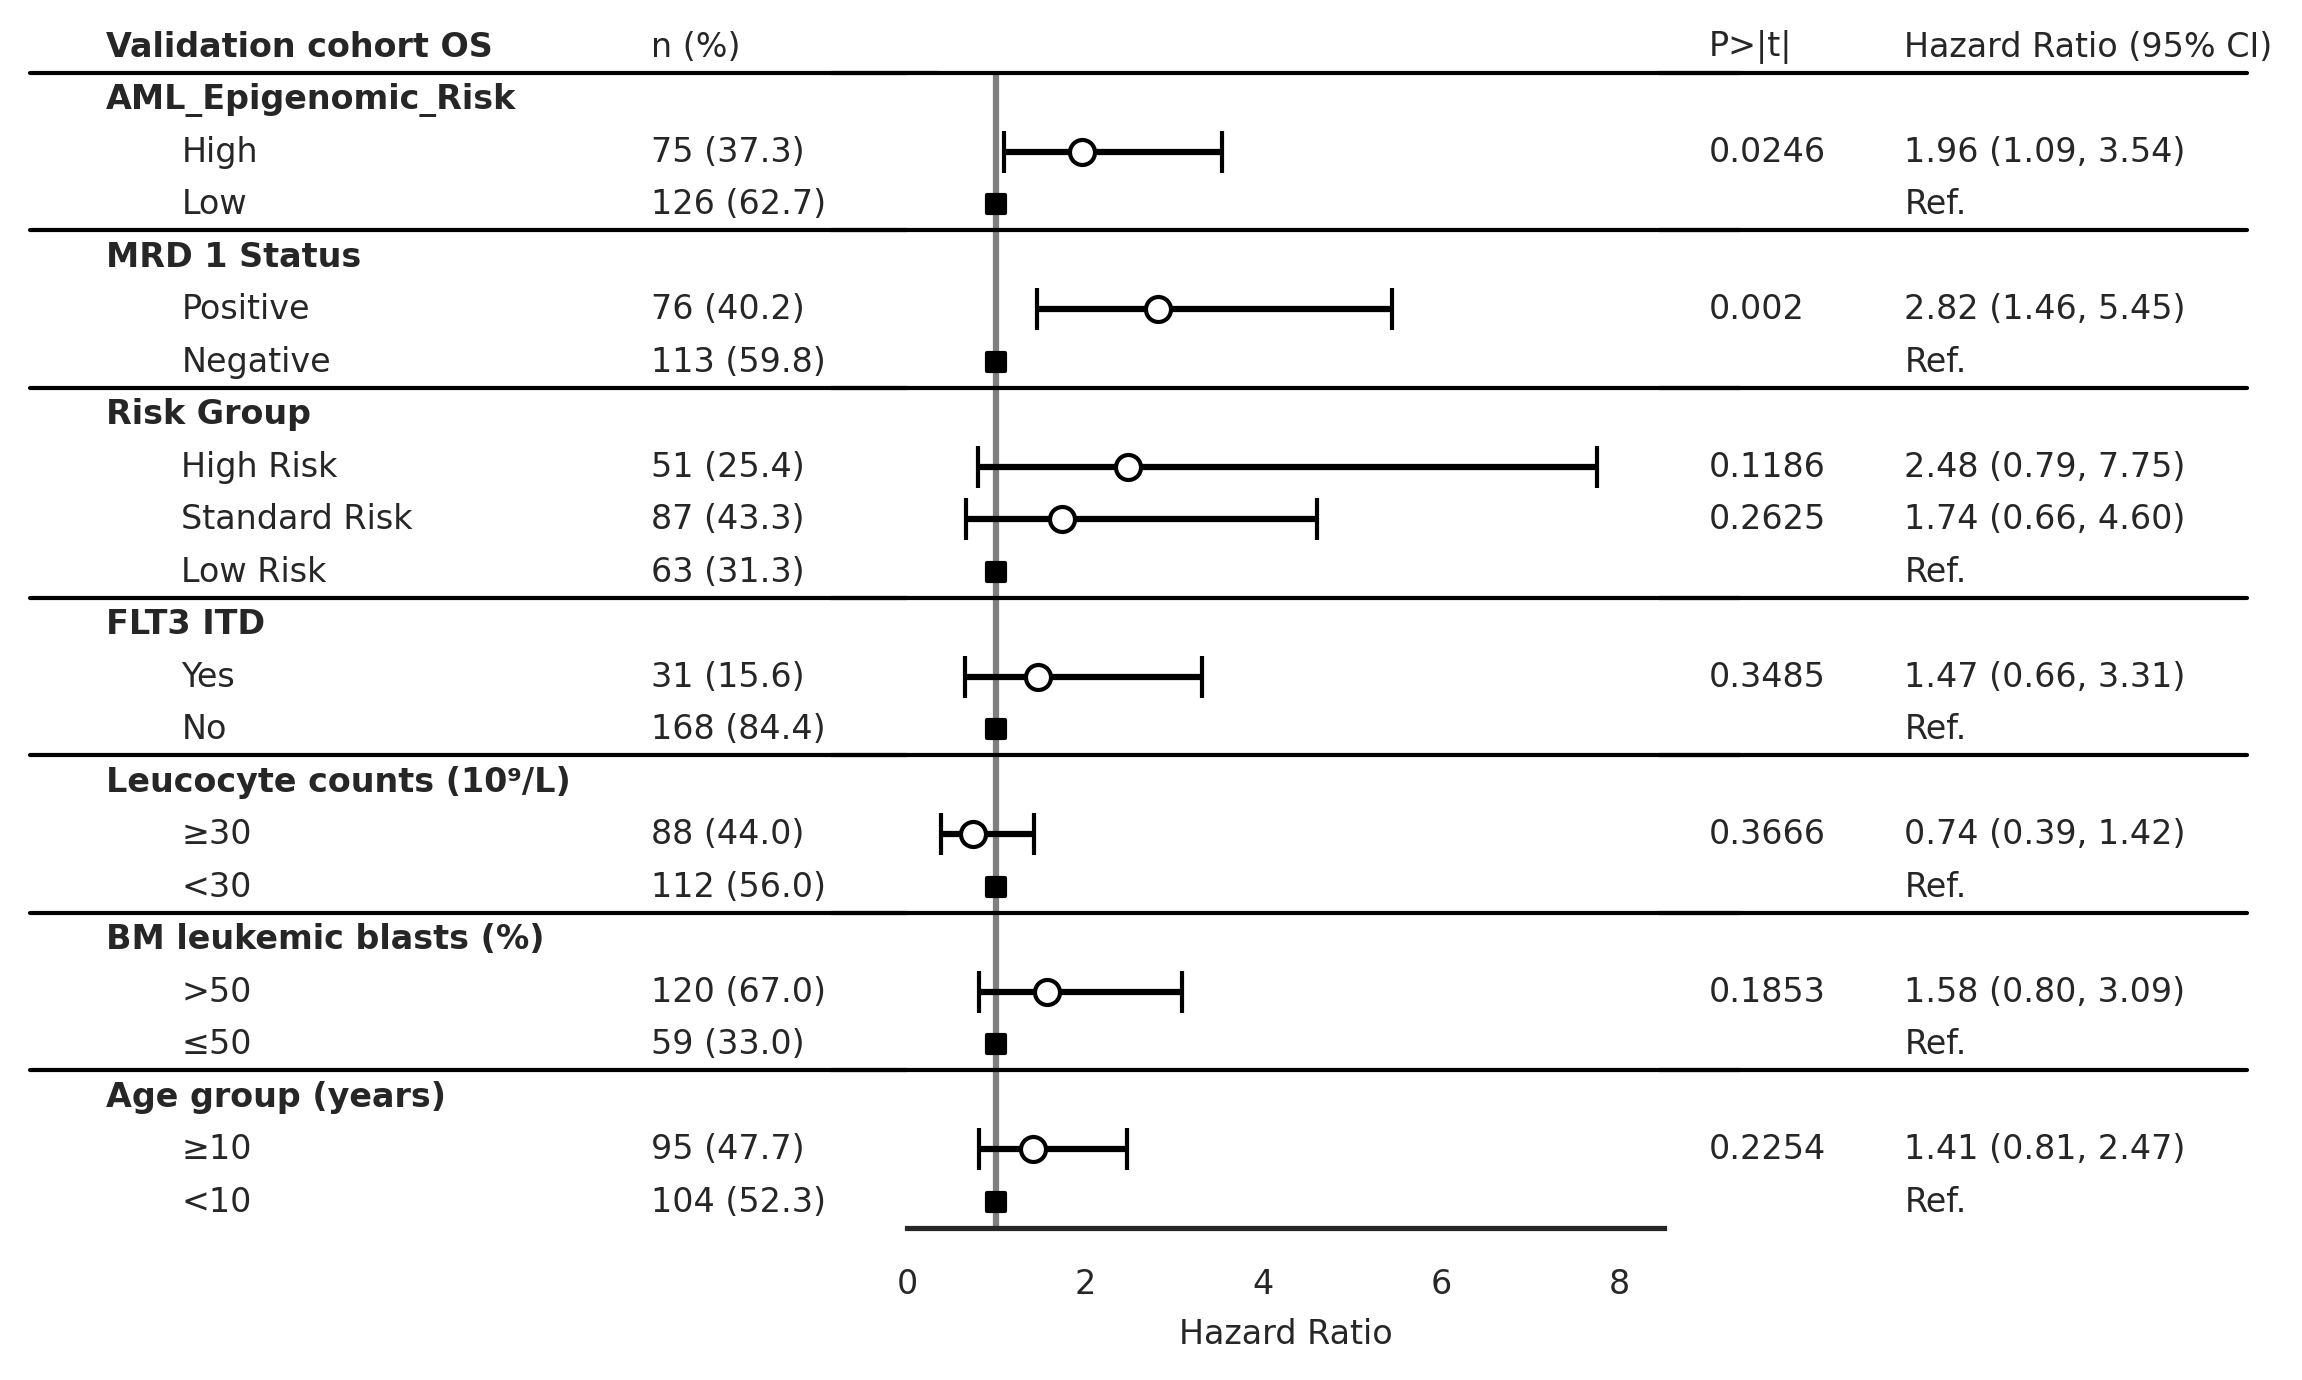 Validation cohort OS n (%) P>|t| Hazard Ratio (95% CI)
AML_Epigenomic_Risk
High 75 (37.3) 0.0246 1.96 (1.09, 3.54)
Low 126 (62.7) Ref.
MRD 1 Status
Positive 76 (40.2) 0.002 2.82 (1.46, 5.45)
Negative 113 (59.8) Ref.
Risk Group
High Risk 51 (25.4) 0.1186 2.48 (0.79, 7.75)
Standard Risk 87 (43.3) 0.2625 1.74 (0.66, 4.60)
Low Risk 63 (31.3) Ref.
FLT3 ITD
Yes 31 (15.6) 0.3485 1.47 (0.66, 3.31)
No 168 (84.4) Ref.
Leucocyte counts (10⁹/L)
≥30 88 (44.0) 0.3666 0.74 (0.39, 1.42)
<30 112 (56.0) Ref.
BM leukemic blasts (%)
>50 120 (67.0) 0.1853 1.58 (0.80, 3.09)
≤50 59 (33.0) Ref.
Age group (years)
≥10 95 (47.7) 0.2254 1.41 (0.81, 2.47)
<10 104 (52.3) Ref.
0 2 4 6 8
Hazard Ratio